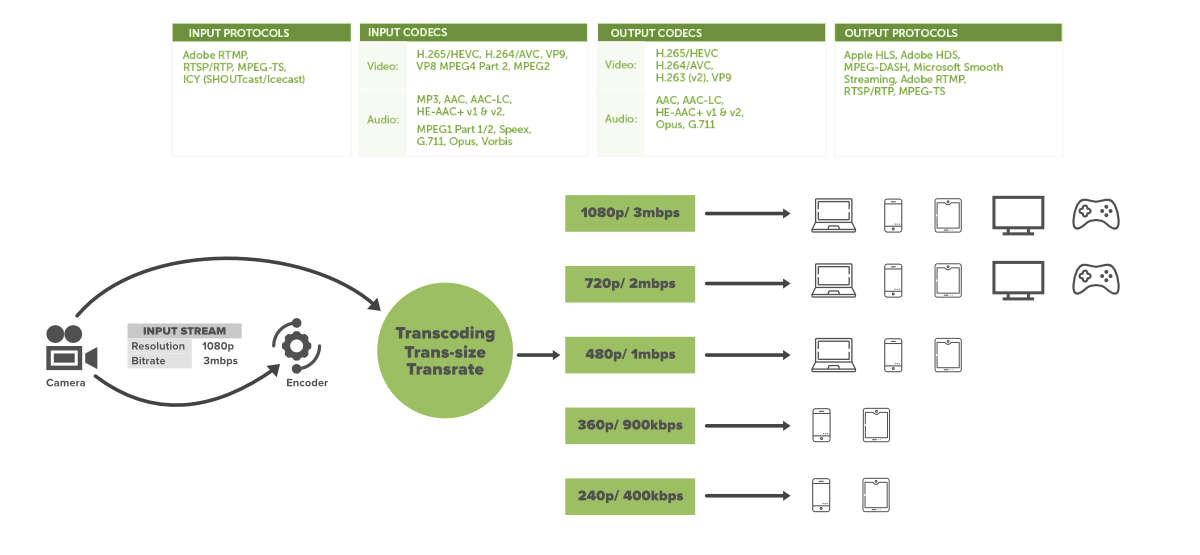 INPUT PROTOCOLS
Adobe RTMP,
RTSP/RTP, MPEG-TS,
ICY (SHOUTcast/Icecast)
INPUT CODECS
Video:
H.265/HEVC, H.264/AVC, VP9,
VP8 MPEG4 Part 2, MPEG2
Audio:
MP3, AAC, AAC-LC,
HE-AAC+ v1 & v2,
MPEG1 Part 1/2, Speex,
G.711, Opus, Vorbis
OUTPUT CODECS
Video:
H.265/HEVC
H.264/AVC,
H.263 (v2), VP9
Audio:
AAC, AAC-LC,
HE-AAC+ v1 & v2,
Opus, G.711
OUTPUT PROTOCOLS
Apple HLS, Adobe HDS,
MPEG-DASH, Microsoft Smooth
Streaming, Adobe RTMP,
RTSP/RTP, MPEG-TS
Camera
INPUT STREAM
Resolution 1080p
Bitrate 3mbps
Encoder
Transcoding
Trans-size
Transrate
1080p/ 3mbps
720p/ 2mbps
480p/ 1mbps
360p/ 900kbps
240p/ 400kbps